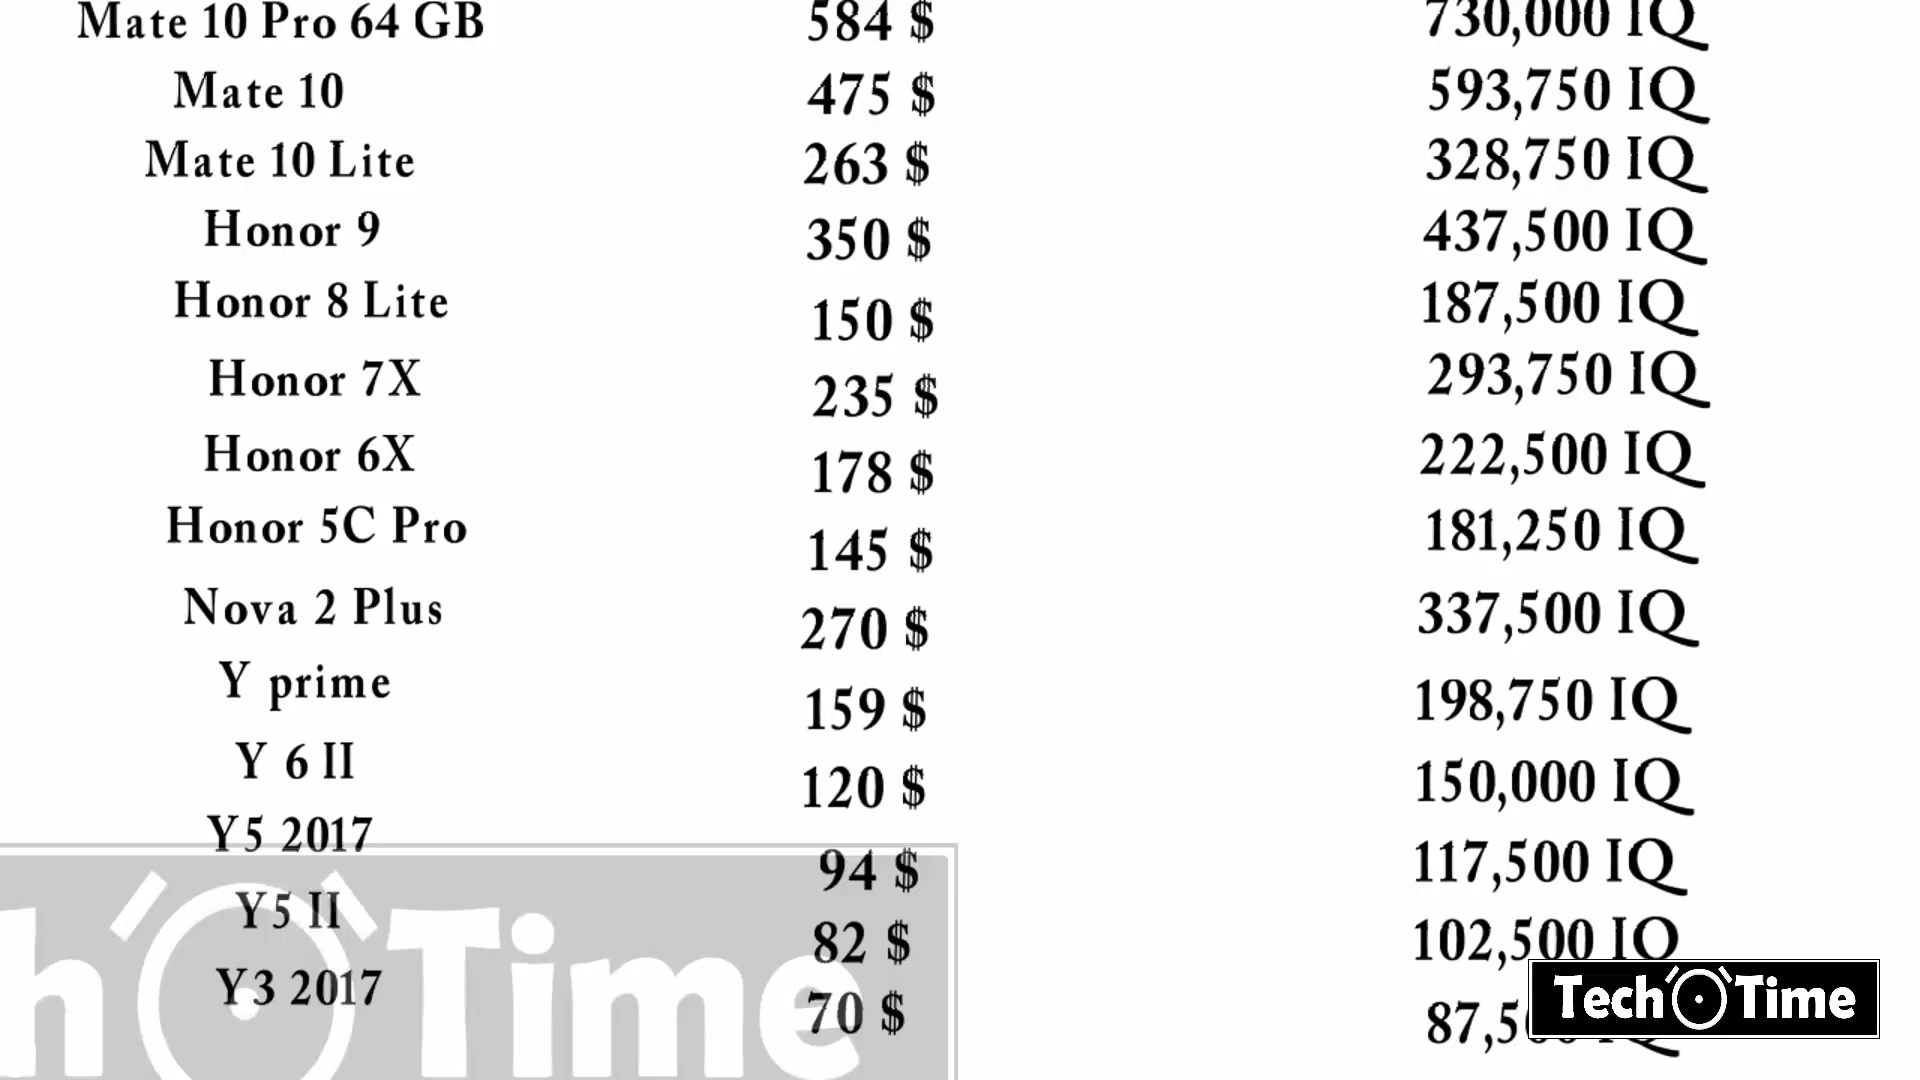 Mate 10 Pro 64 GB 584 $ 730,000 IQ
Mate 10 475 $ 593,750 IQ
Mate 10 Lite 263 $ 328,750 IQ
Honor 9 350 $ 437,500 IQ
Honor 8 Lite 150 $ 187,500 IQ
Honor 7X 235 $ 293,750 IQ
Honor 6X 178 $ 222,500 IQ
Honor 5C Pro 145 $ 181,250 IQ
Nova 2 Plus 270 $ 337,500 IQ
Y prime 159 $ 198,750 IQ
Y 6 II 120 $ 150,000 IQ
Y5 2017 94 $ 117,500 IQ
Y5 II 82 $ 102,500 IQ
Y3 2017 70 $
h Time
Tech Time